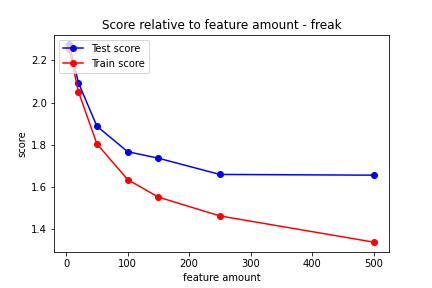 Score relative to feature amount - freak
Test score
Train score
2.2
2.0
1.8
1.6
1.4
score
0
100
200
300
400
500
feature amount